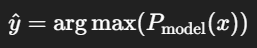 ŷ = arg max(P_model(x))